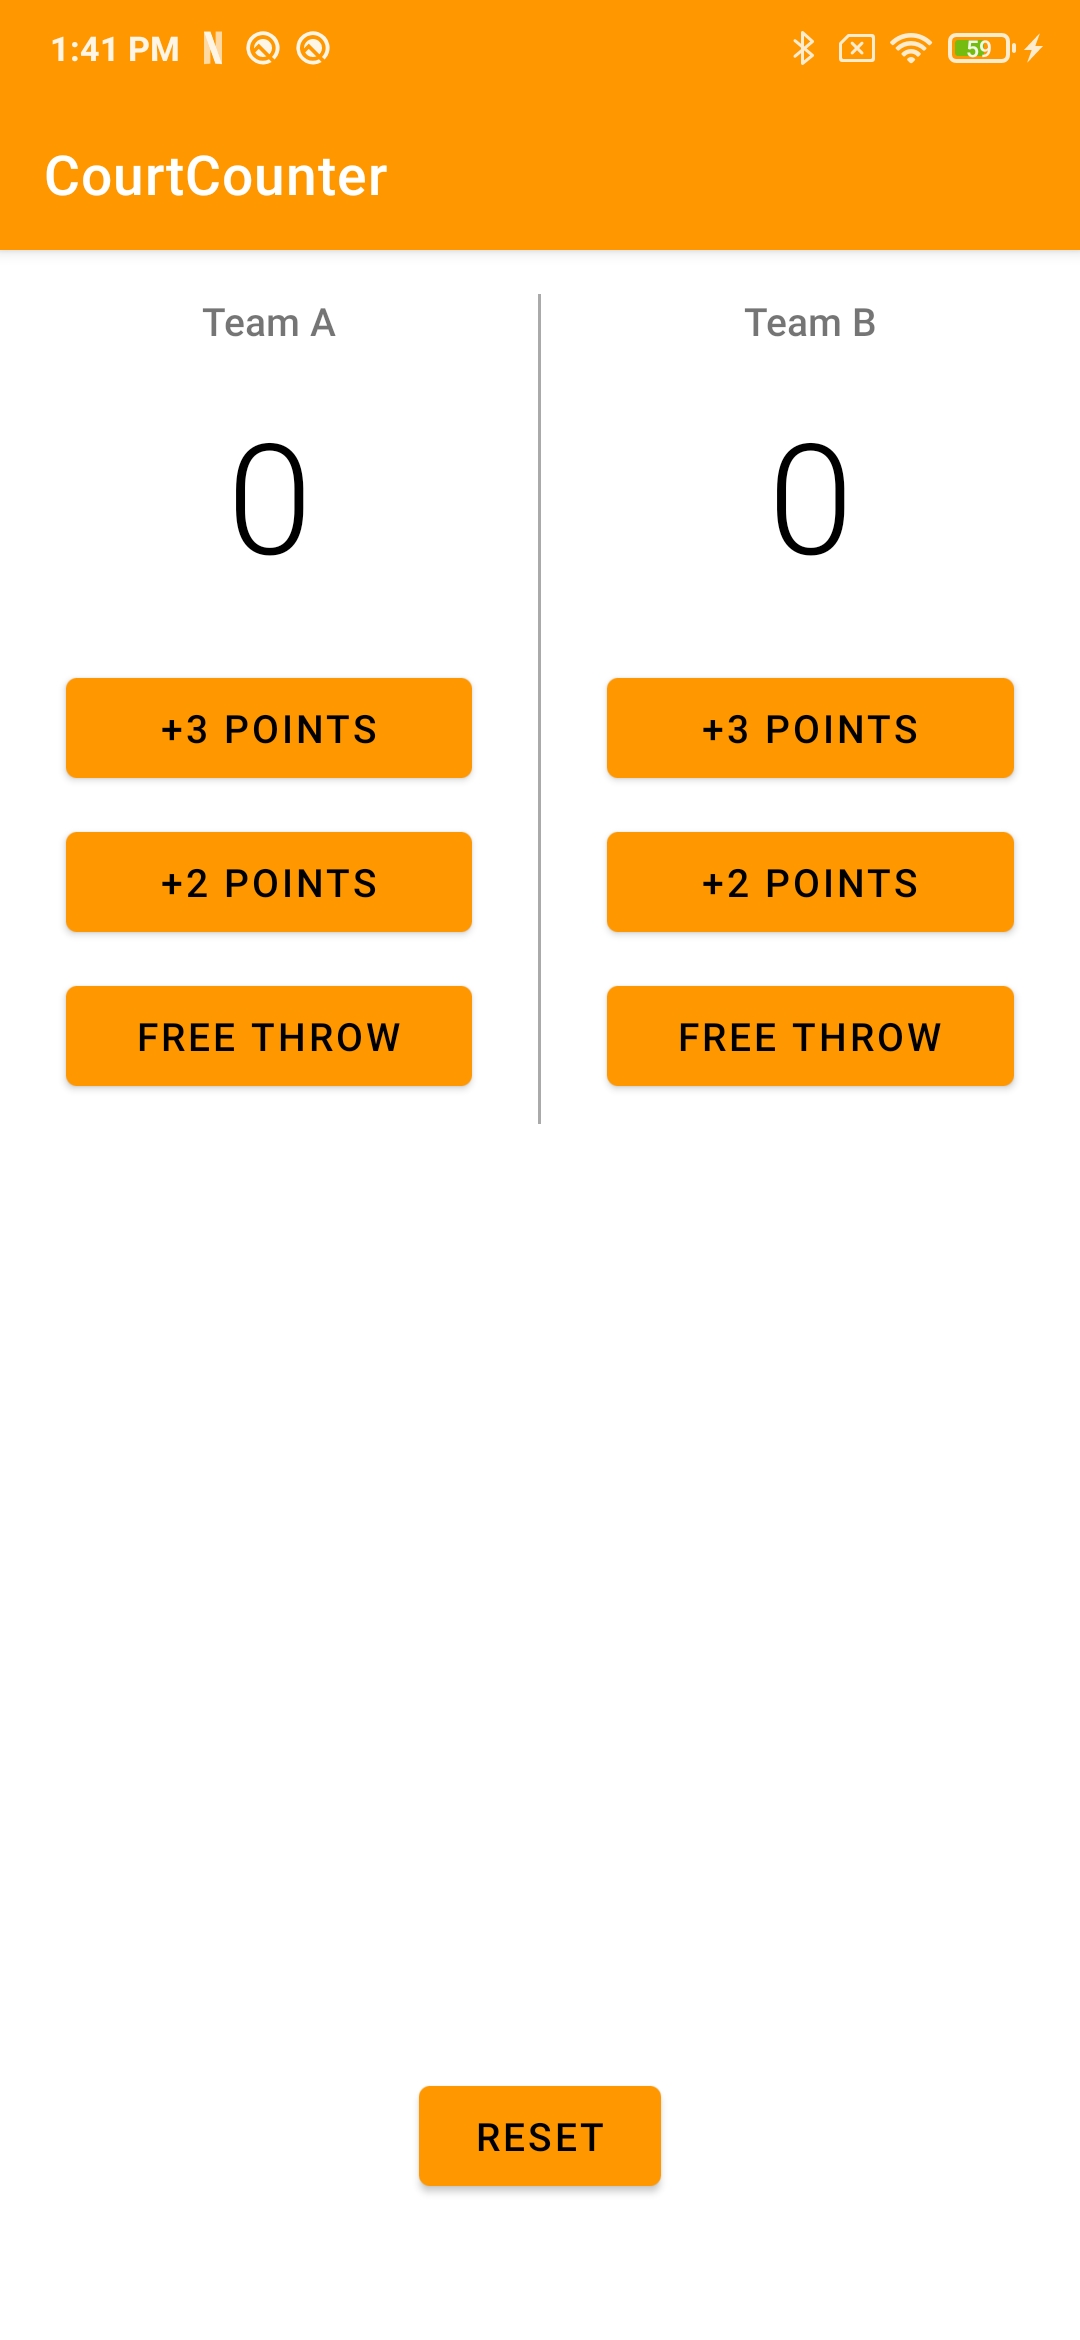 1:41 PM
59
CourtCounter
Team A
0
+3 POINTS
+2 POINTS
FREE THROW
Team B
0
+3 POINTS
+2 POINTS
FREE THROW
RESET